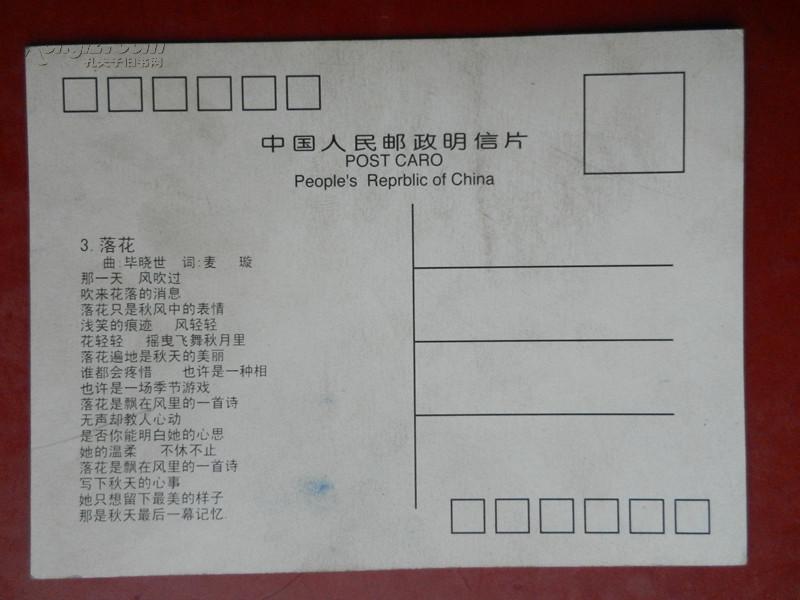 孔夫子旧书网
中国人民邮政明信片
POST CARO
People's Reprblic of China
3.落花
曲:毕晓世 词:麦 璇
那一天 风吹过
吹来花落的消息
落花只是秋风中的表情
浅笑的痕迹 风轻轻
花轻轻 摇曳飞舞秋月里
落花遍地是秋天的美丽
谁都会疼惜 也许是一种相
也许是一场季节游戏
落花是飘在风里的一首诗
无声却教人心动
是否你能明白她的心思
她的温柔 不休不止
落花是飘在风里的一首诗
写下秋天的心事
她只想留下最美的样子
那是秋天最后一幕记忆